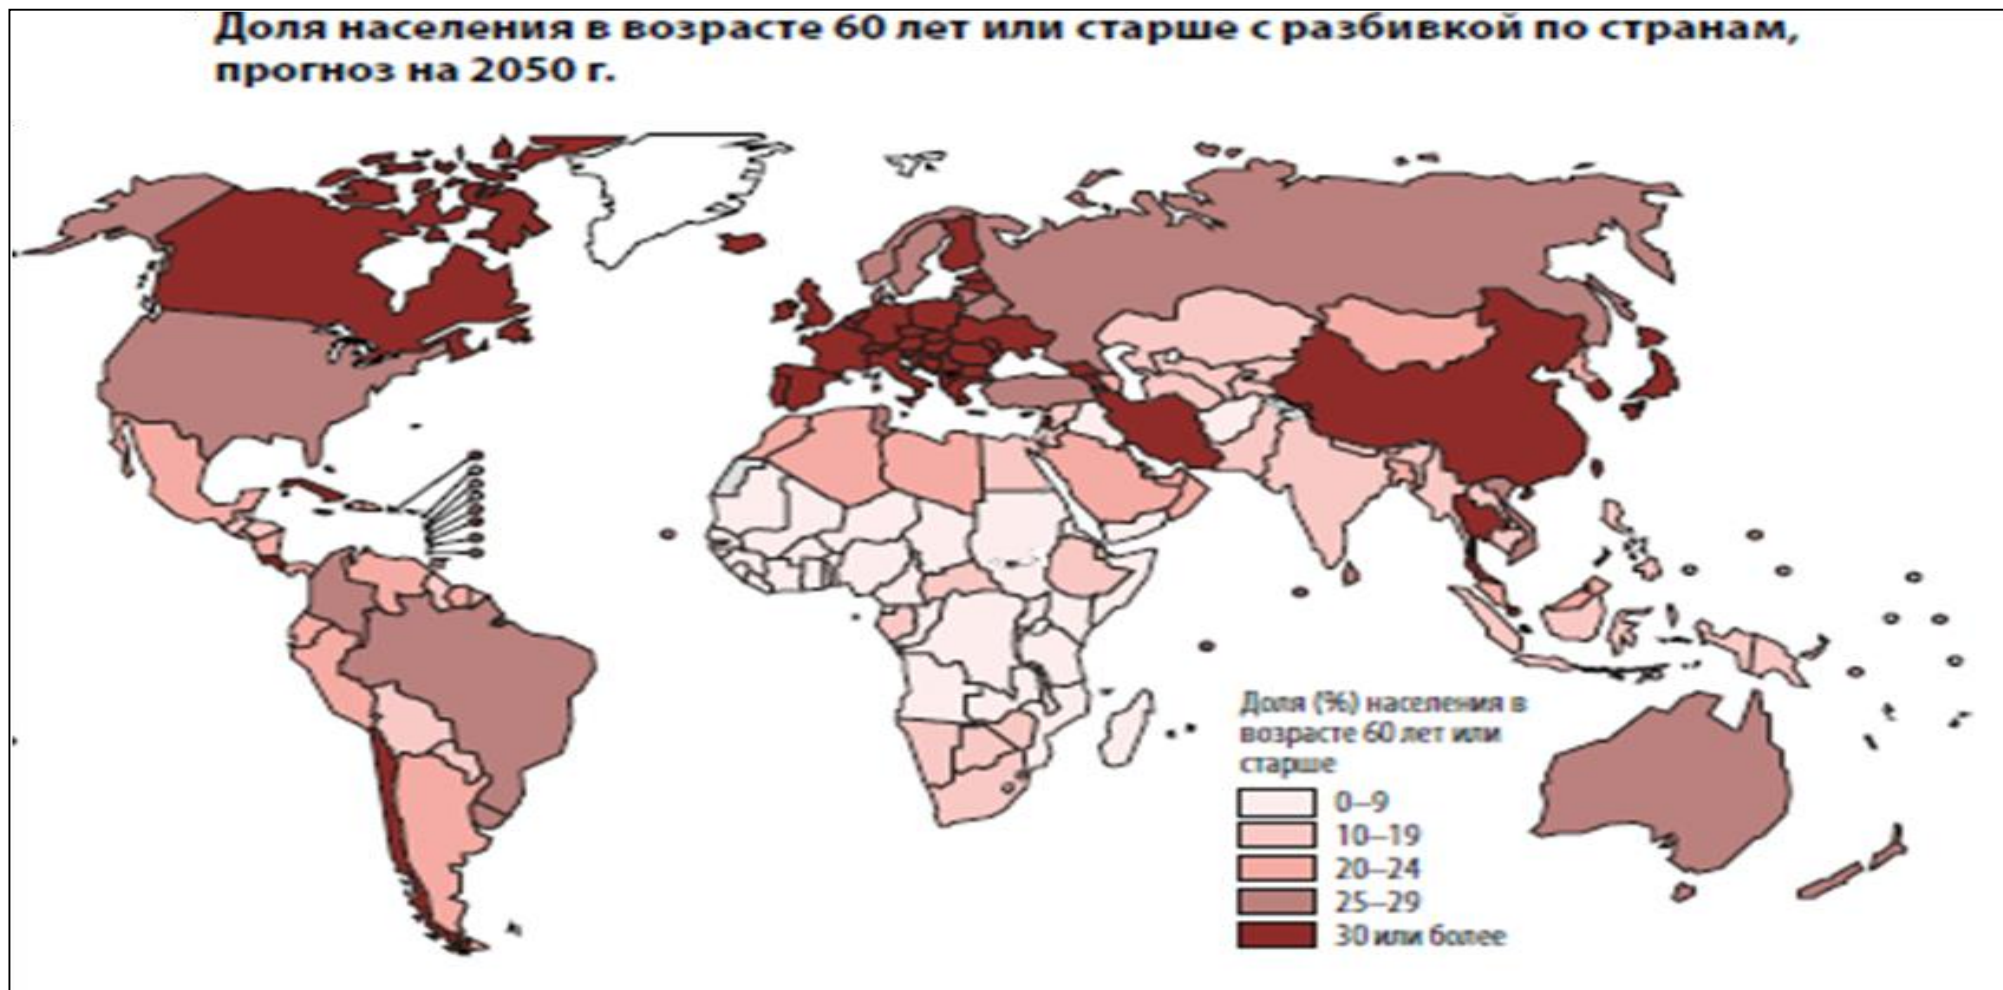 Доля населения в возрасте 60 лет или старше с разбивкой по странам,
прогноз на 2050 г.
Доля (%) населения в
возрасте 60 лет или
старше
0–9
10–19
20–24
25–29
30 или более